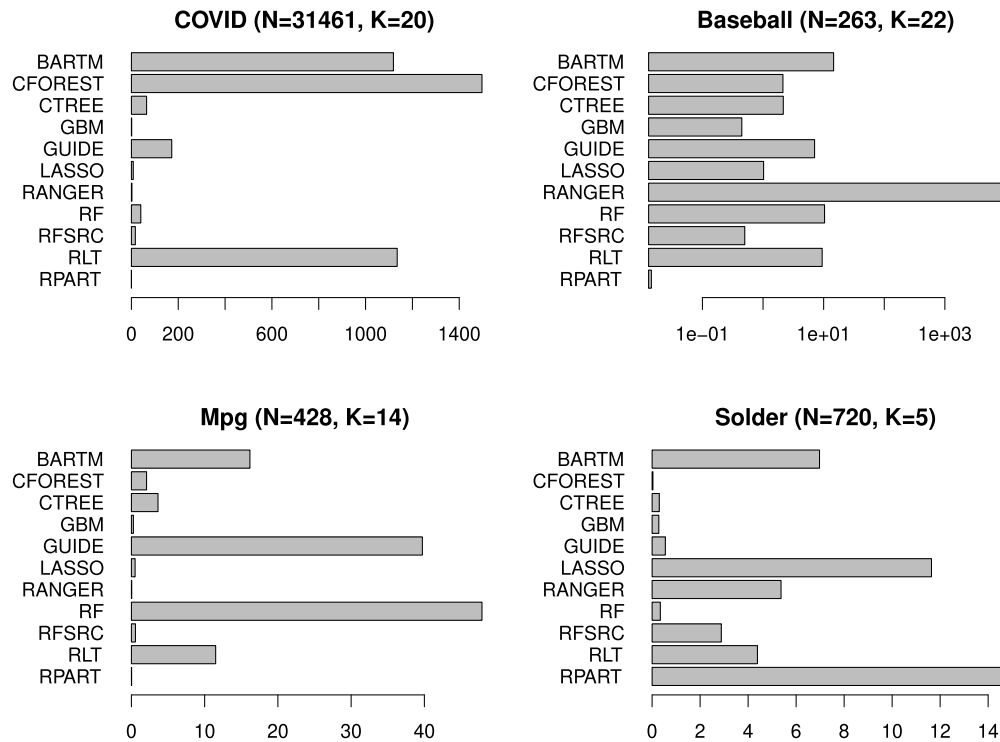 COVID (N=31461, K=20)
BARTM
CFOREST
CTREE
GBM
GUIDE
LASSO
RANGER
RF
RFSRC
RLT
RPART
0 200 600 1000 1400
Baseball (N=263, K=22)
BARTM
CFOREST
CTREE
GBM
GUIDE
LASSO
RANGER
RF
RFSRC
RLT
RPART
1e−01 1e+01 1e+03
Mpg (N=428, K=14)
BARTM
CFOREST
CTREE
GBM
GUIDE
LASSO
RANGER
RF
RFSRC
RLT
RPART
0 10 20 30 40
Solder (N=720, K=5)
BARTM
CFOREST
CTREE
GBM
GUIDE
LASSO
RANGER
RF
RFSRC
RLT
RPART
0 2 4 6 8 10 12 14